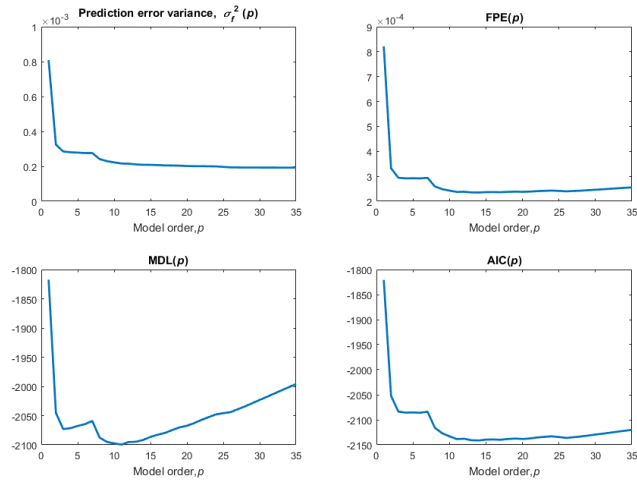 Prediction error variance, σf² (p)
1 ×10⁻³
0.8
0.6
0.4
0.2
0
0 5 10 15 20 25 30 35
Model order,p
FPE(p)
9 ×10⁻⁴
8
7
6
5
4
3
2
0 5 10 15 20 25 30 35
Model order,p
MDL(p)
-1800
-1850
-1900
-1950
-2000
-2050
-2100
0 5 10 15 20 25 30 35
Model order,p
AIC(p)
-1800
-1850
-1900
-1950
-2000
-2050
-2100
-2150
0 5 10 15 20 25 30 35
Model order,p